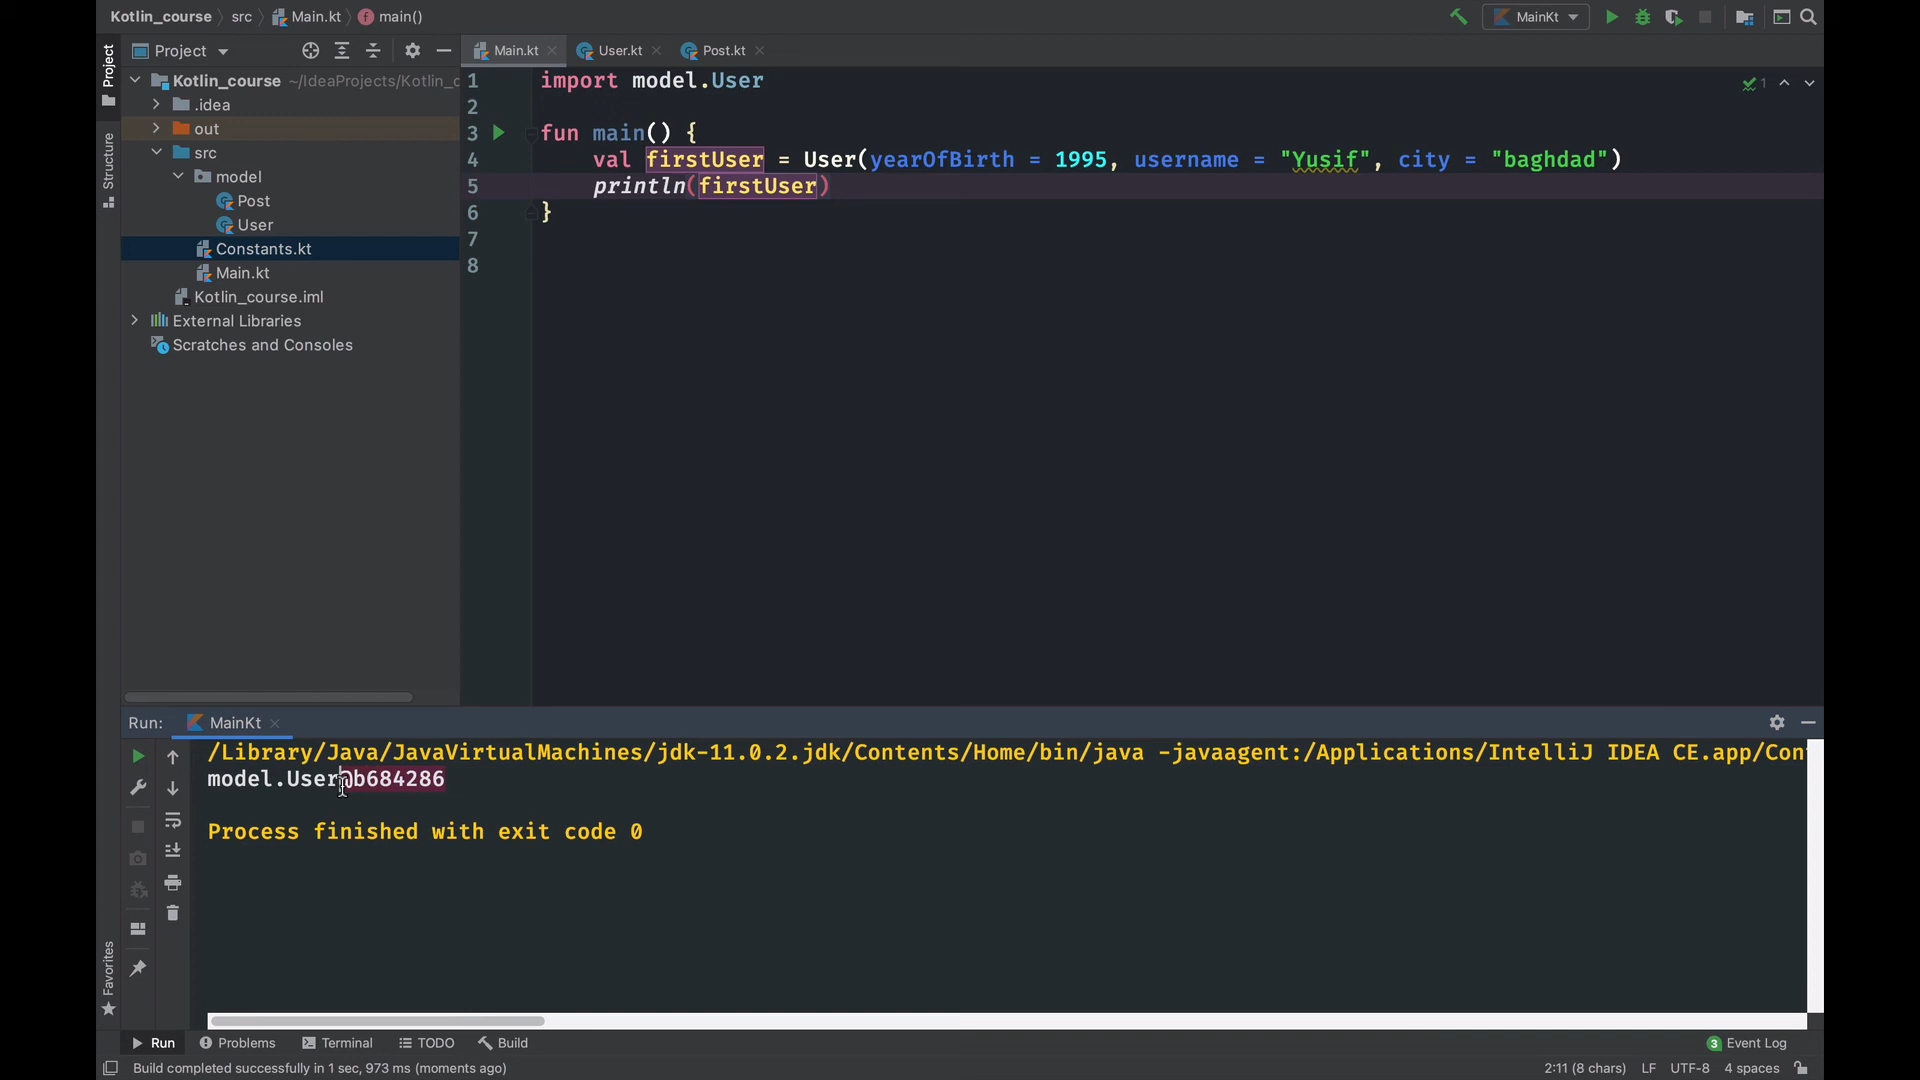 Kotlin_course src Main.kt main()
MainKt
Project
Main.kt User.kt Post.kt
Project
Structure
Favorites
Kotlin_course ~/IdeaProjects/Kotlin_c
.idea
out
src
model
Post
User
Constants.kt
Main.kt
Kotlin_course.iml
External Libraries
Scratches and Consoles
1 import model.User
2
3 fun main() {
4 val firstUser = User(yearOfBirth = 1995, username = "Yusif", city = "baghdad")
5 println(firstUser)
6 }
7
8
1
Run: MainKt
/Library/Java/JavaVirtualMachines/jdk-11.0.2.jdk/Contents/Home/bin/java -javaagent:/Applications/IntelliJ IDEA CE.app/Con
model.User@b684286
Process finished with exit code 0
Run Problems Terminal TODO Build 3 Event Log
Build completed successfully in 1 sec, 973 ms (moments ago) 2:11 (8 chars) LF UTF-8 4 spaces